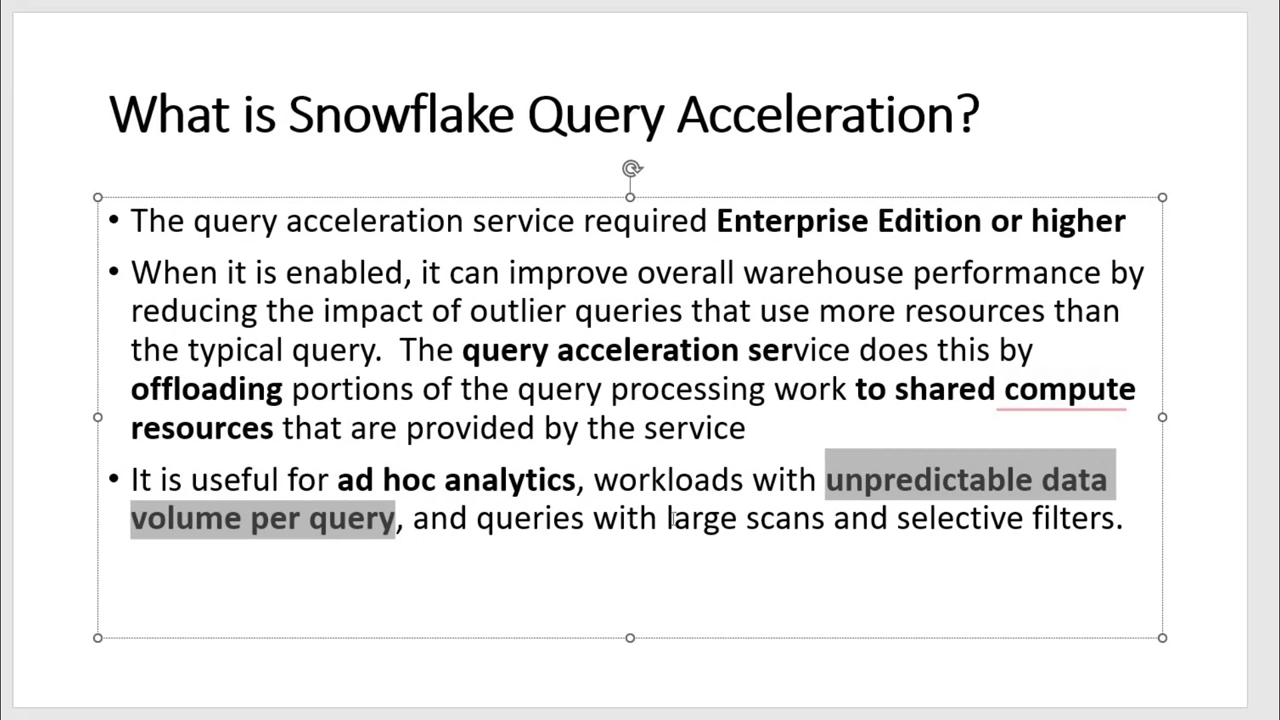 What is Snowflake Query Acceleration?
• The query acceleration service required Enterprise Edition or higher
• When it is enabled, it can improve overall warehouse performance by
reducing the impact of outlier queries that use more resources than
the typical query.  The query acceleration service does this by
offloading portions of the query processing work to shared compute
resources that are provided by the service
• It is useful for ad hoc analytics, workloads with unpredictable data
volume per query, and queries with large scans and selective filters.